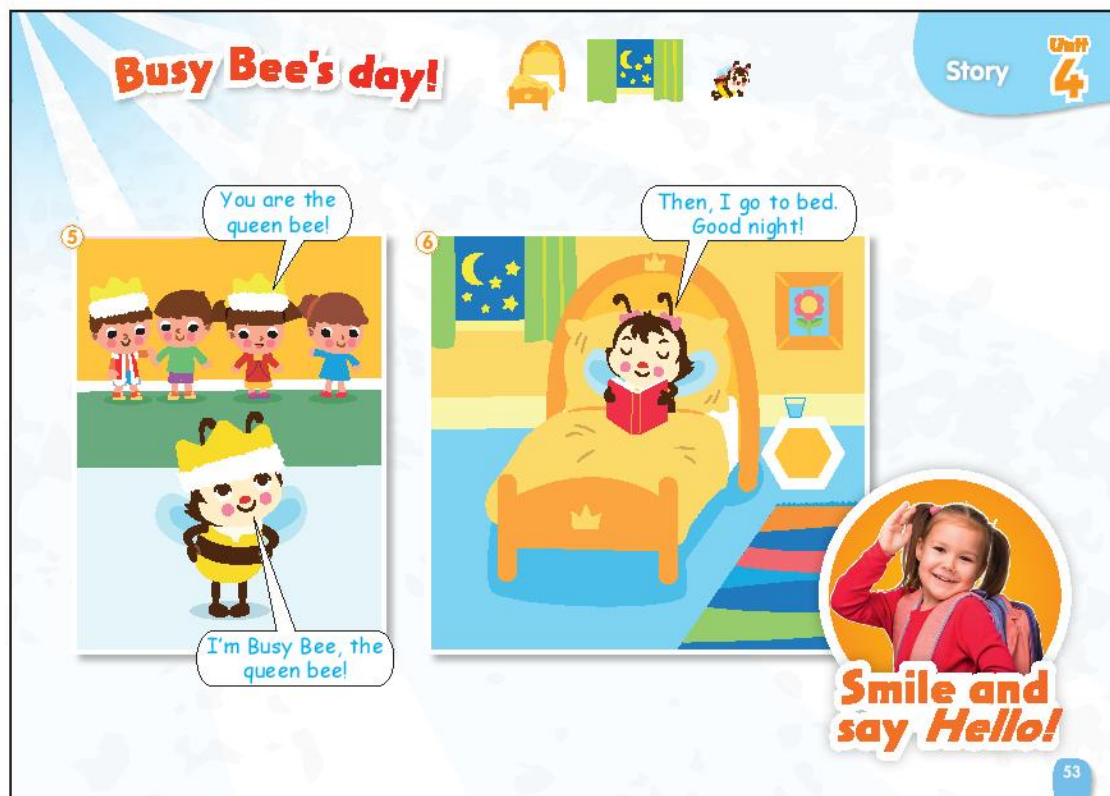 Busy Bee's day!
Story
Unit
4
5
You are the
queen bee!
I'm Busy Bee, the
queen bee!
6
Then, I go to bed.
Good night!
Smile and
say Hello!
53